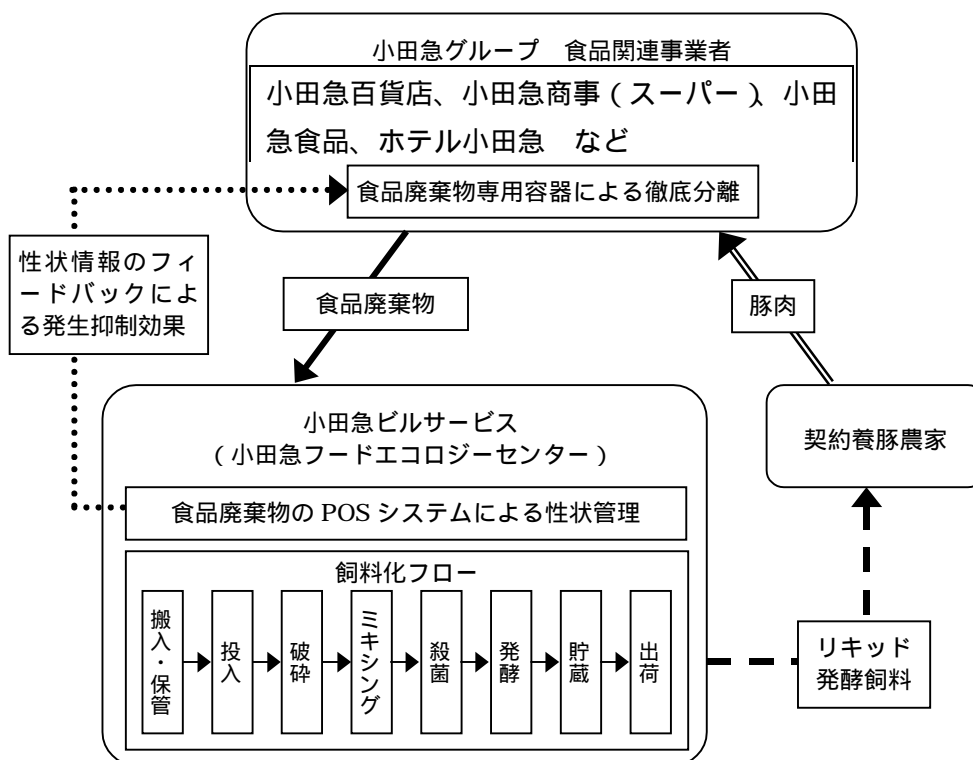 小田急グループ　食品関連事業者
小田急百貨店、小田急商事（スーパー）、小田
急食品、ホテル小田急　など
食品廃棄物専用容器による徹底分離
性状情報のフィ
ードバックによ
る発生抑制効果
食品廃棄物
豚肉
小田急ビルサービス
（小田急フードエコロジーセンター）
契約養豚農家
食品廃棄物の POS システムによる性状管理
飼料化フロー
搬入・保管
投入
破砕
ミキシング
殺菌
発酵
貯蔵
出荷
リキッド
発酵飼料